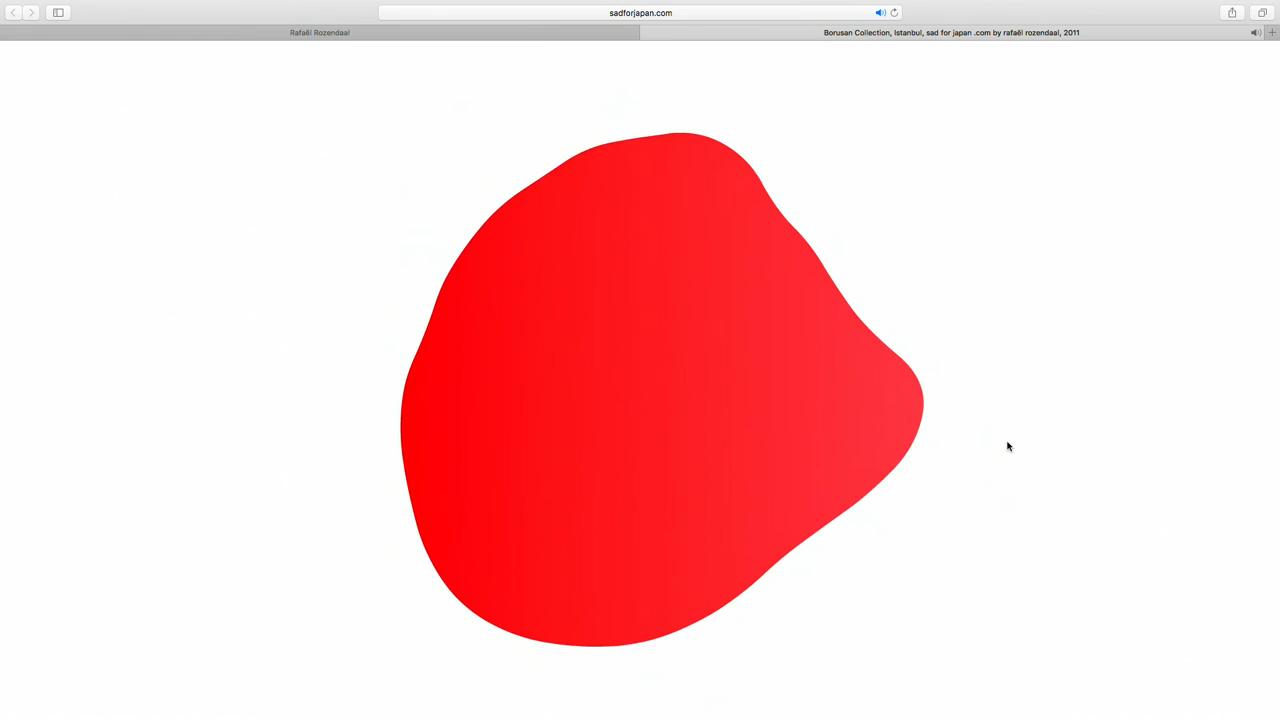 sadforjapan.com
Rafaël Rozendaal
Borusan Collection, Istanbul, sad for japan .com by rafaël rozendaal, 2011